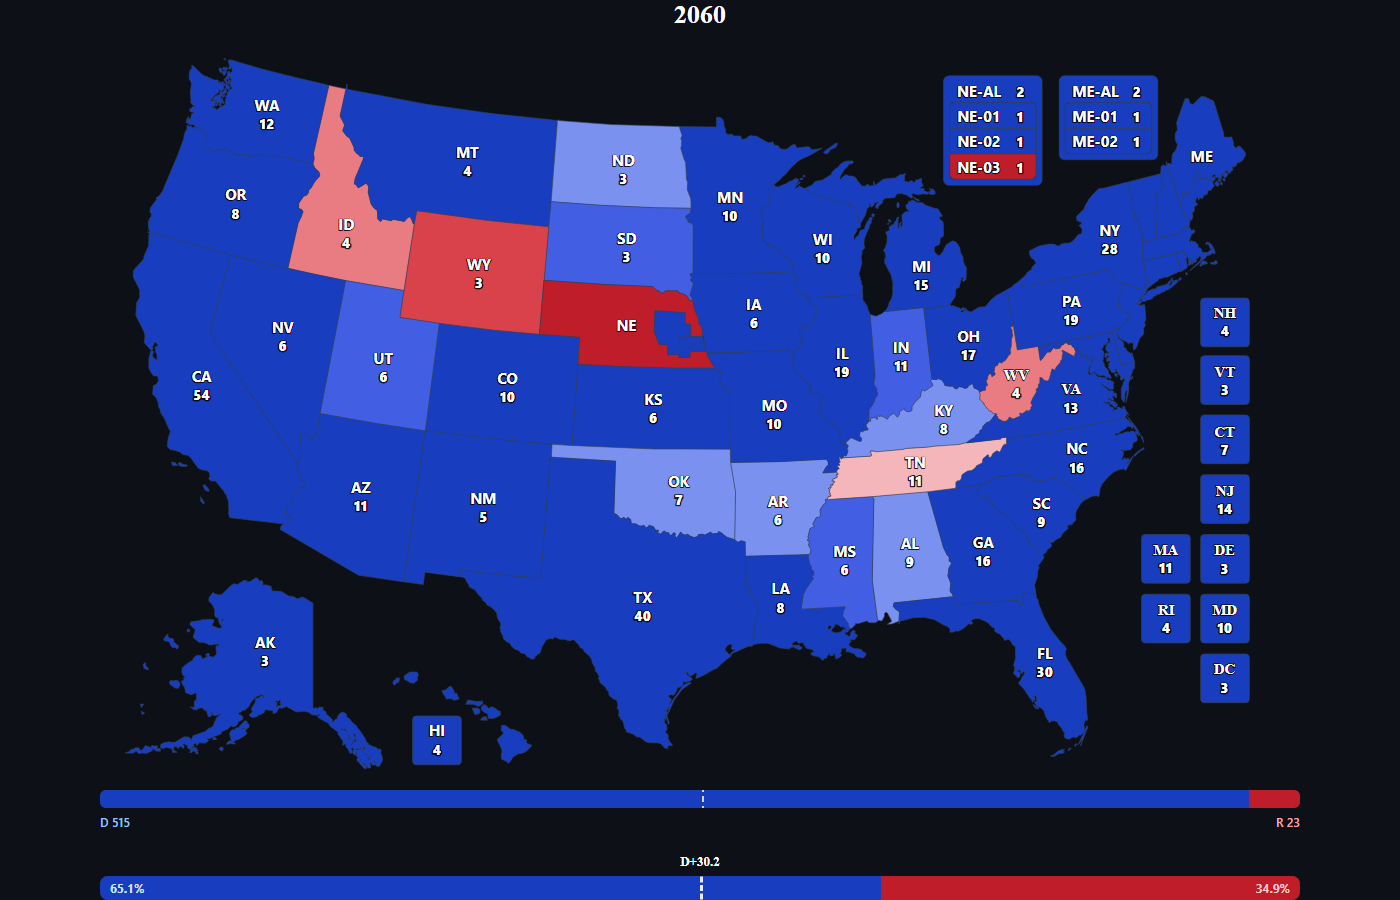 2060
WA
12
OR
8
CA
54
NV
6
ID
4
MT
4
WY
3
UT
6
AZ
11
CO
10
NM
5
ND
3
SD
3
NE
KS
6
OK
7
TX
40
MN
10
IA
6
MO
10
AR
6
LA
8
WI
10
IL
19
MI
15
IN
11
OH
17
KY
8
TN
11
MS
6
AL
9
GA
16
FL
30
SC
9
NC
16
VA
13
WV
4
PA
19
NY
28
ME
NE-AL 2
NE-01 1
NE-02 1
NE-03 1
ME-AL 2
ME-01 1
ME-02 1
NH
4
VT
3
CT
7
NJ
14
MA
11
DE
3
RI
4
MD
10
DC
3
AK
3
HI
4
D 515
R 23
D+30.2
65.1%
34.9%